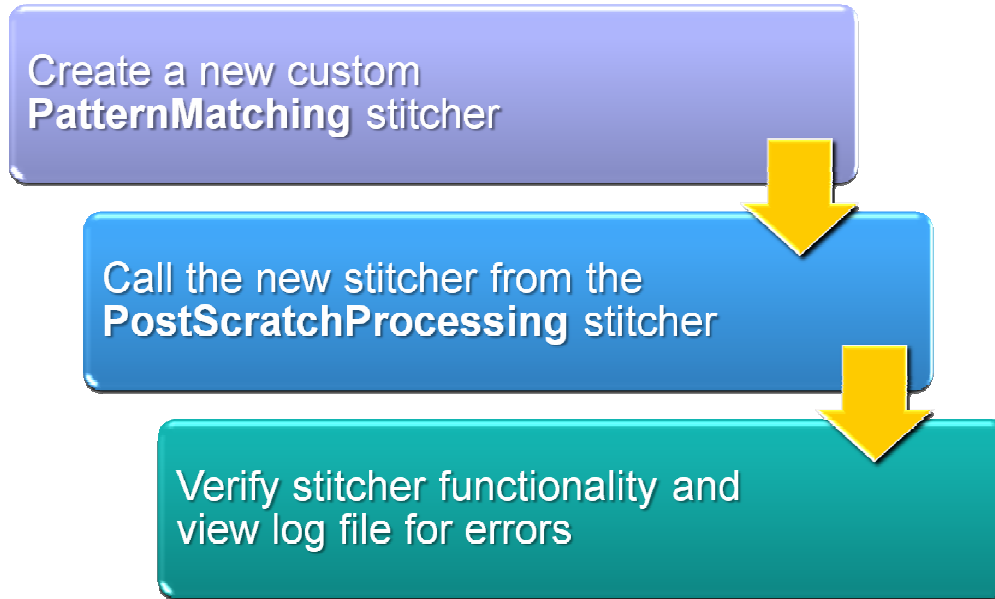 Create a new custom
PatternMatching stitcher
Call the new stitcher from the
PostScratchProcessing stitcher
Verify stitcher functionality and
view log file for errors